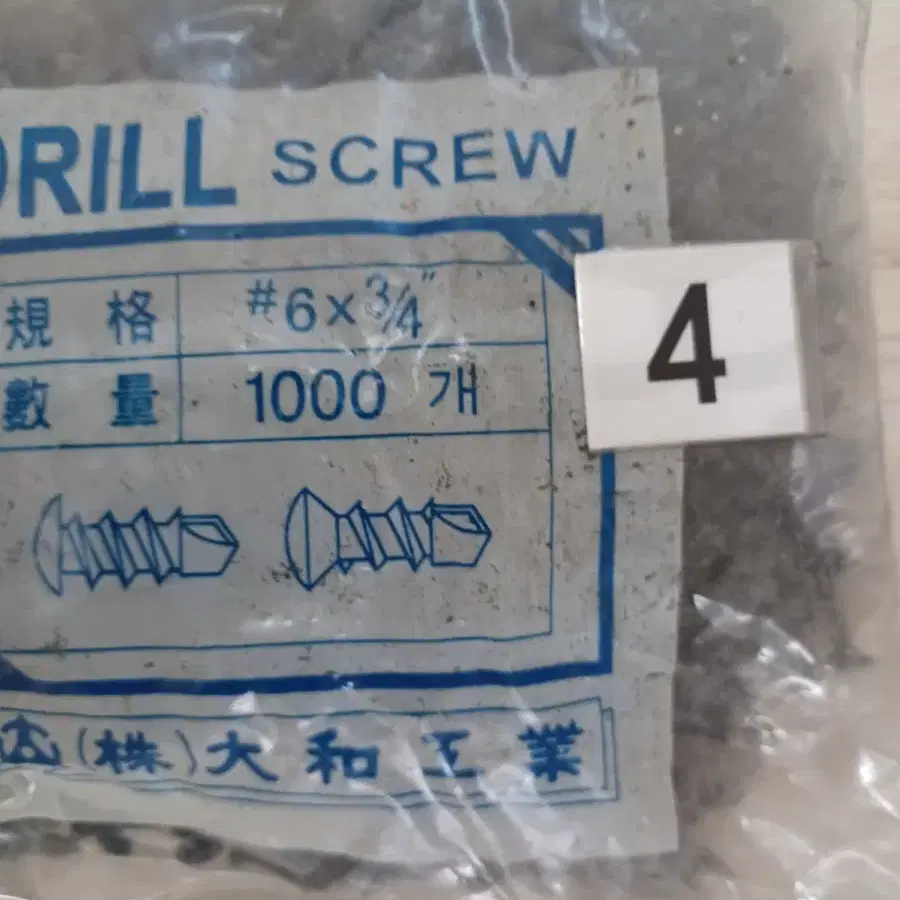 DRILL SCREW
規 格 #6×3/4"
4
數 量 1000 개
(株)大和工業